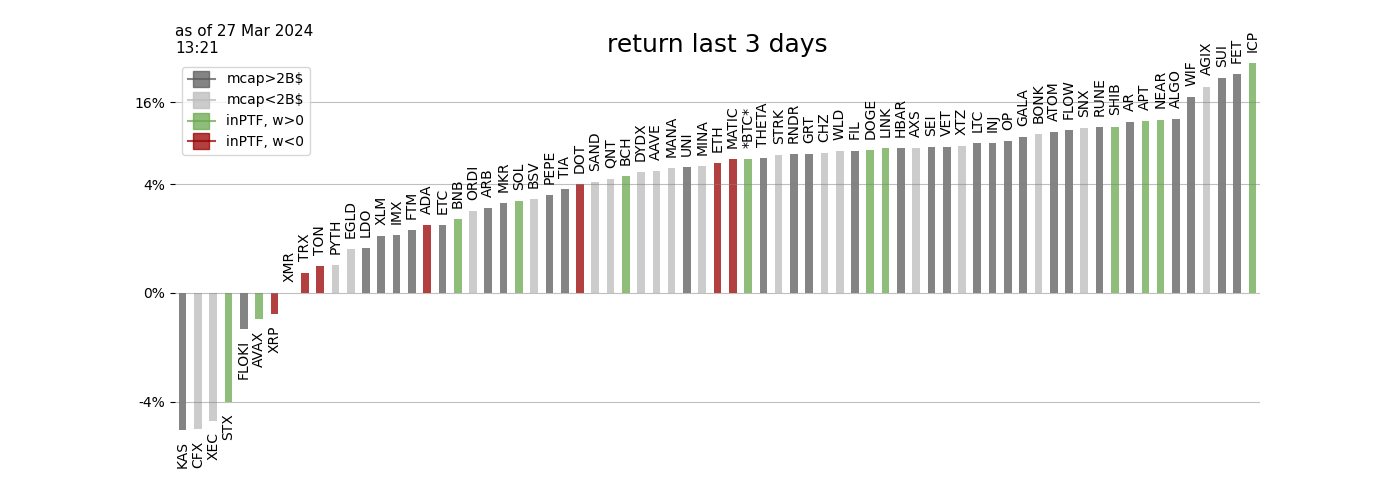 as of 27 Mar 2024
13:21
return last 3 days
mcap>2B$
mcap<2B$
inPTF, w>0
inPTF, w<0
16%
4%
0%
-4%
KAS
CFX
XEC
STX
FLOKI
AVAX
XRP
XMR
TRX
TON
PYTH
EGLD
LDO
XLM
IMX
FTM
ADA
ETC
BNB
ORDI
ARB
MKR
SOL
BSV
PEPE
TIA
DOT
SAND
QNT
BCH
DYDX
AAVE
MANA
UNI
MINA
ETH
MATIC
*BTC*
THETA
STRK
RNDR
GRT
CHZ
WLD
FIL
DOGE
LINK
HBAR
AXS
SEI
VET
XTZ
LTC
INJ
OP
GALA
BONK
ATOM
FLOW
SNX
RUNE
SHIB
AR
APT
NEAR
ALGO
WIF
AGIX
SUI
FET
ICP